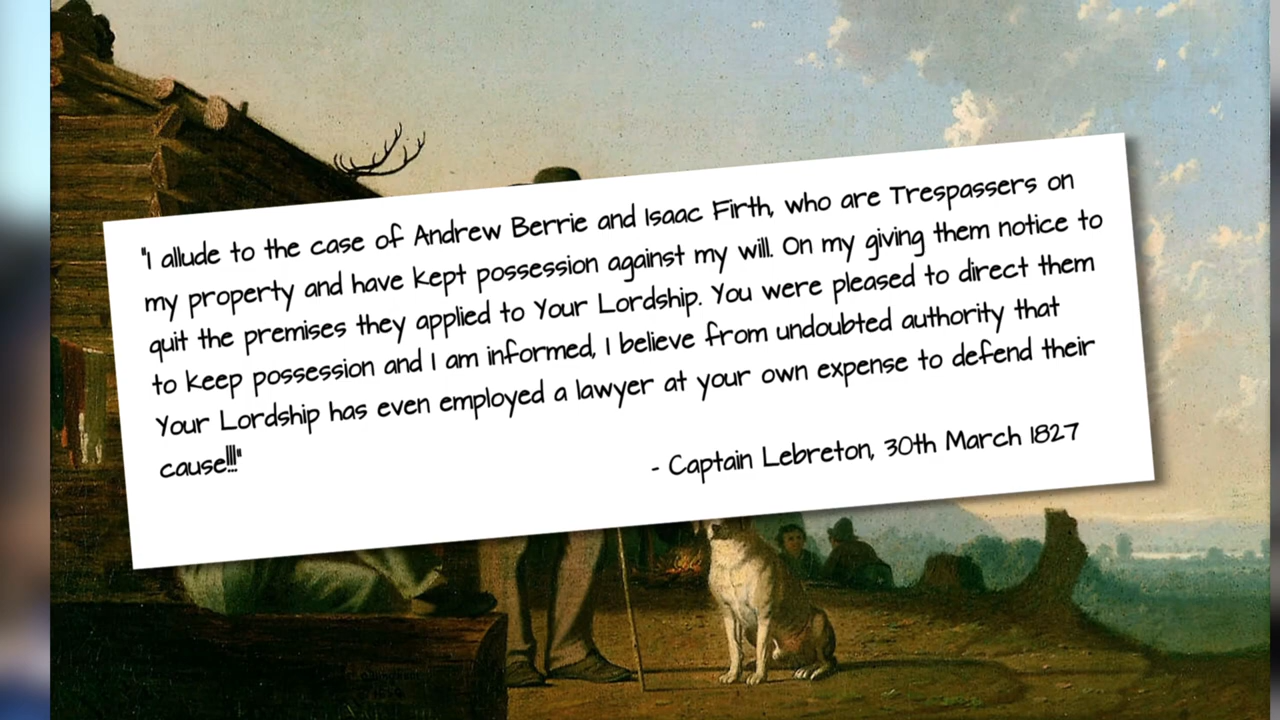 "I allude to the case of Andrew Berrie and Isaac Firth, who are Trespassers on
my property and have kept possession against my will. On my giving them notice to
quit the premises they applied to Your Lordship. You were pleased to direct them
to keep possession and I am informed, I believe from undoubted authority that
Your Lordship has even employed a lawyer at your own expense to defend their
cause!!!"
- Captain Lebreton, 30th March 1827